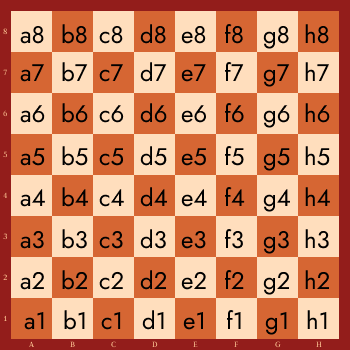 8 a8 b8 c8 d8 e8 f8 g8 h8
7 a7 b7 c7 d7 e7 f7 g7 h7
6 a6 b6 c6 d6 e6 f6 g6 h6
5 a5 b5 c5 d5 e5 f5 g5 h5
4 a4 b4 c4 d4 e4 f4 g4 h4
3 a3 b3 c3 d3 e3 f3 g3 h3
2 a2 b2 c2 d2 e2 f2 g2 h2
1 a1 b1 c1 d1 e1 f1 g1 h1
A B C D E F G H